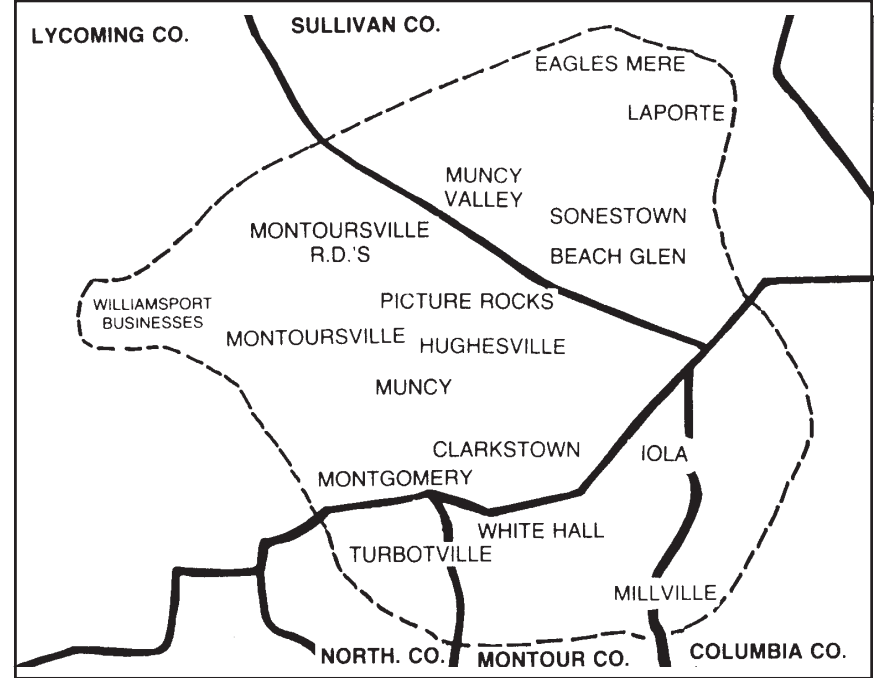 LYCOMING CO.
SULLIVAN CO.
EAGLES MERE
LAPORTE
MUNCY
VALLEY
SONESTOWN
MONTOURSVILLE
R.D.'S
BEACH GLEN
WILLIAMSPORT
BUSINESSES
PICTURE ROCKS
MONTOURSVILLE
HUGHESVILLE
MUNCY
CLARKSTOWN
IOLA
MONTGOMERY
WHITE HALL
TURBOTVILLE
MILLVILLE
NORTH. CO.
MONTOUR CO.
COLUMBIA CO.